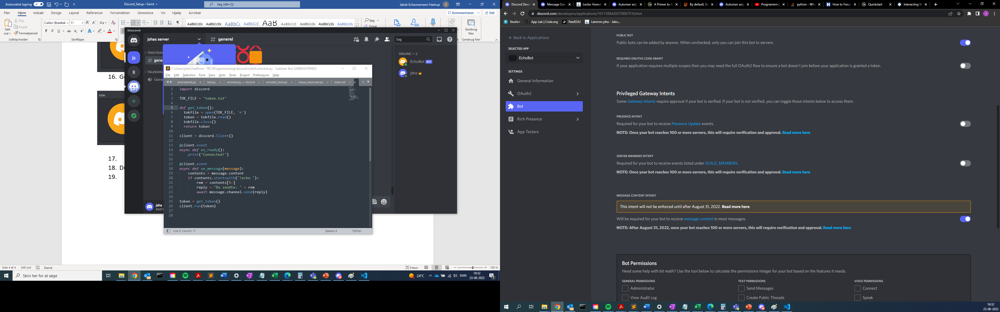 Automatisk lagring
Discord_Setup • Gemt
Søg (Alt+Q)
Jakob Scheunemann Hastrup
JS
Filer Hjem Indsæt Design Layout Referencer Forsendelser Gennemse Vis Hjælp Acrobat
Kommentarer Del
Sæt ind
Klip
Kopiér
Formatpensel
Udklipsholder
Calibri (Brødtek 11
Skrifttype
AaBbCcDc AaBbCcDc AaBbCc AaBbCcD AaB AaBbCcD AaBbCcDt AaBbCcDt AaBbCcDt
Søg
Erstat
Genbrug filer
Genbrug filer
16. G
ICON
17.
18. D
19.
Discord
jshas server
# generel
Søg
js
B
API
TEKSTKAN
# gene
TALEKANA
Gene
ONLINE — 2
EchoBot BOT
jsha
jsha
#6815
C:\Users\jsha\OneDrive - TEC\Programmering\discord\nybot\echobot.py - Sublime Text (UNREGISTERED)
File Edit Selection Find View Goto Tools Project Preferences Help
phonebook.py test.py echobot.py — discord echobot_tests.py klasse_eksempel.py token.txt
1 import discord
2
3 TOK_FILE = "token.txt"
4
5 def get_token():
6 tokfile = open(TOK_FILE, 'r')
7 token = tokfile.read()
8 tokfile.close()
9 return token
10
11 client = discord.Client()
12
13 @client.event
14 async def on_ready():
15 print("Connected!")
16
17 @client.event
18 async def on_message(message):
19 contents = message.content
20 if contents.startswith("!echo "):
21 rem = contents[5:]
22 reply = "Du sendte: " + rem
23 await message.channel.send(reply)
24
25 token = get_token()
26 client.run(token)
27
28
Line 5, Column 17 Spaces: 4 Python
Side 4 af 4 248 ord Dansk
Fokus
180 %
Skriv her for at søge
24°C
DAN
16:32
23-08-2022
3
Discord Devel Message Con Lectio Hovedo Autoriser adg A Primer to G By default, Sn Autoriser adg Programming python - Wha How to Force Quickstart Interacting W
discord.com/developers/applications/1011586420370067516/bot
Studie+ App Lab | Code.org PædSDU Læreren jsha - Jako...
← Back to Applications
SELECTED APP
EchoBot
SETTINGS
General Information
OAuth2
Bot
Rich Presence
App Testers
PUBLIC BOT
Public bots can be added by anyone. When unchecked, only you can join this bot to servers.
REQUIRES OAUTH2 CODE GRANT
If your application requires multiple scopes then you may need the full OAuth2 flow to ensure a bot doesn't join before your application is granted a token.
Privileged Gateway Intents
Some Gateway Intents require approval if your bot is verified. If your bot is not verified, you can toggle those intents below to access them.
PRESENCE INTENT
Required for your bot to receive Presence Update events.
NOTE: Once your bot reaches 100 or more servers, this will require verification and approval. Read more here
SERVER MEMBERS INTENT
Required for your bot to receive events listed under GUILD_MEMBERS.
NOTE: Once your bot reaches 100 or more servers, this will require verification and approval. Read more here
MESSAGE CONTENT INTENT
This intent will not be enforced until after August 31, 2022. Read more here.
Will be required for your bot to receive message content in most messages.
NOTE: After August 31, 2022, once your bot reaches 100 or more servers, this will require verification and approval. Read more here
Bot Permissions
Need some help with bit math? Use the tool below to calculate the permissions integer for your bot based on the features it needs.
GENERAL PERMISSIONS TEXT PERMISSIONS VOICE PERMISSIONS
Administrator Send Messages Connect
View Audit Log Create Public Threads Speak
16:32
23-08-2022